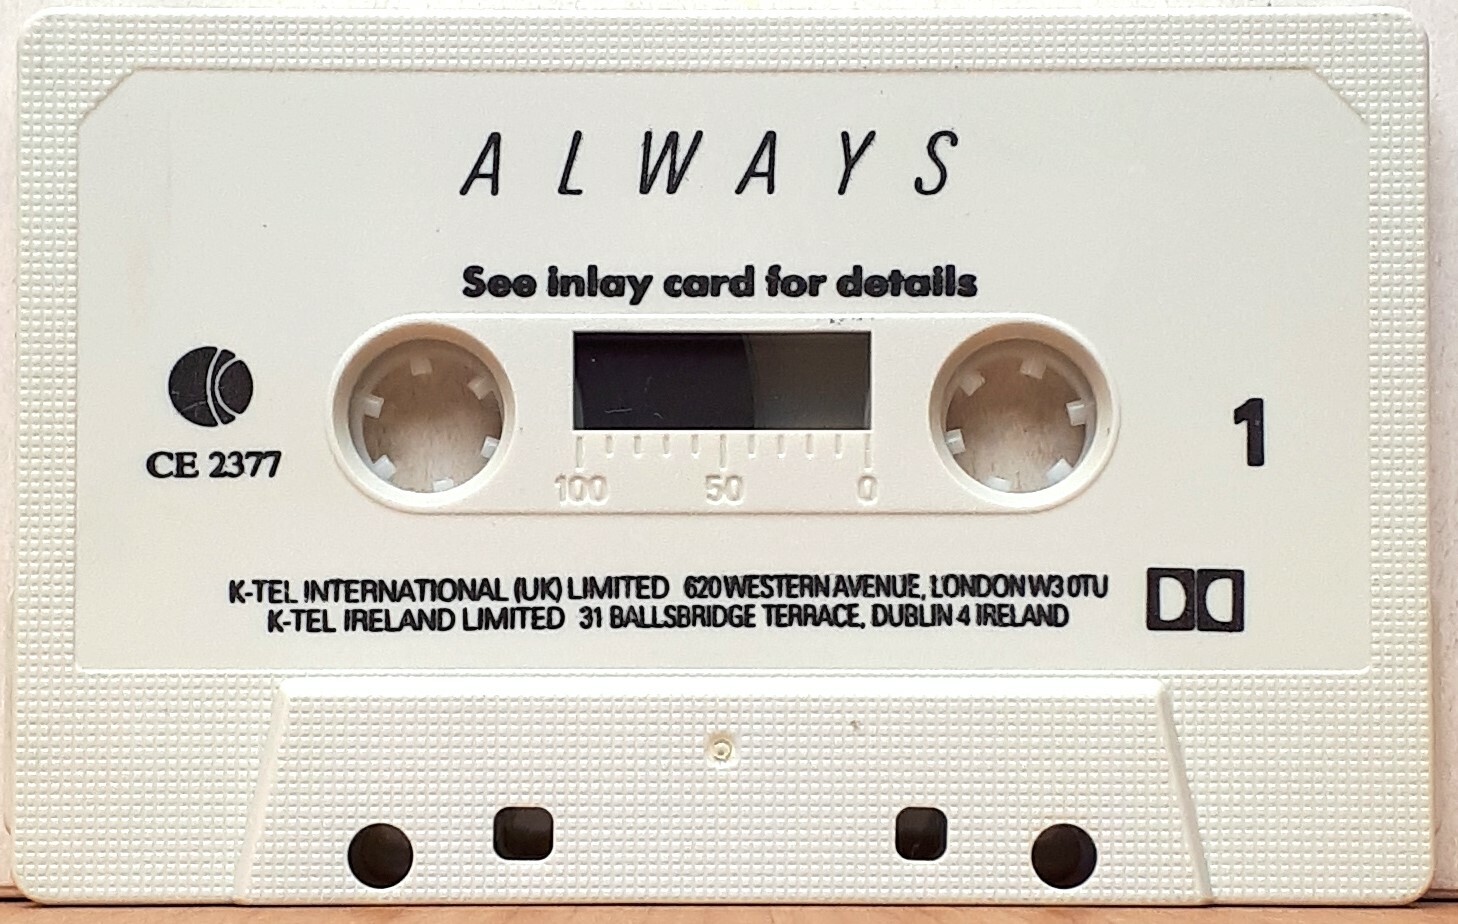 ALWAYS
See inlay card for details
CE 2377
1
100 50 0
K-TEL INTERNATIONAL (UK) LIMITED 620 WESTERN AVENUE, LONDON W3 0TU
K-TEL IRELAND LIMITED 31 BALLSBRIDGE TERRACE, DUBLIN 4 IRELAND